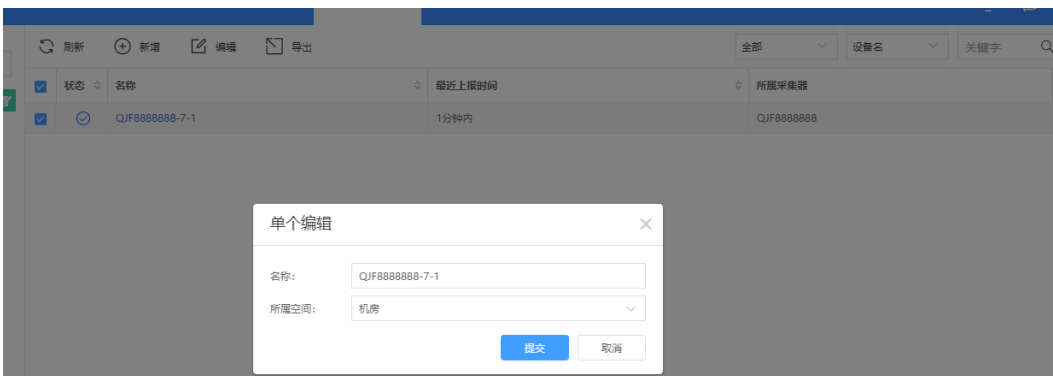 刷新 新增 编辑 导出 全部 设备名 关键字
状态 名称 最近上报时间 所属采集器
QJF8888888-7-1 1分钟内 QJF8888888
单个编辑
名称: QJF8888888-7-1
所属空间: 机房
提交 取消